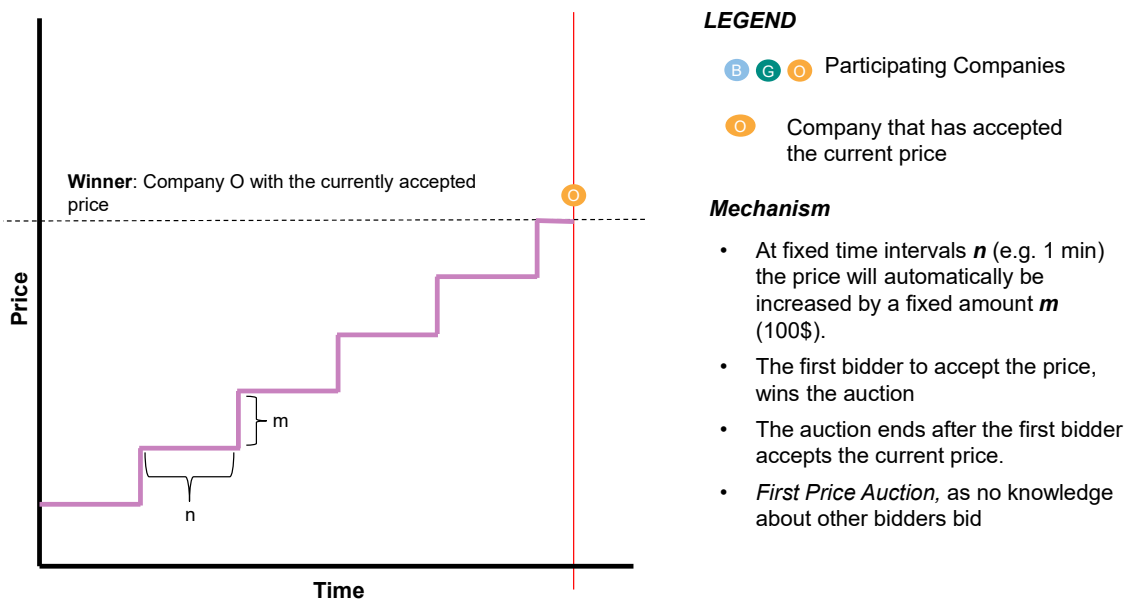 LEGEND
B G O Participating Companies
O Company that has accepted
the current price
Winner: Company O with the currently accepted
price
O
Mechanism
• At fixed time intervals n (e.g. 1 min)
the price will automatically be
increased by a fixed amount m
(100$).
• The first bidder to accept the price,
wins the auction
• The auction ends after the first bidder
accepts the current price.
• First Price Auction, as no knowledge
about other bidders bid
Price
m
n
Time